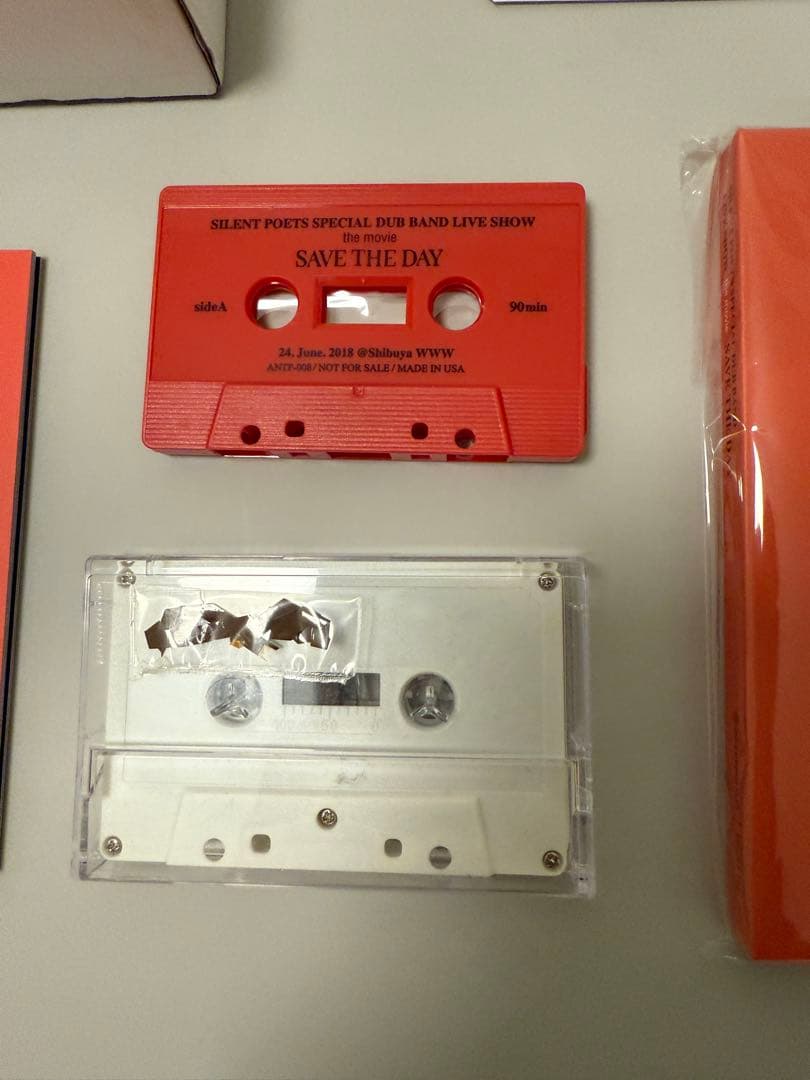 SILENT POETS SPECIAL DUB BAND LIVE SHOW
the movie
SAVE THE DAY
sideA
90min
24. June. 2018 @Shibuya WWW
ANTP-008/ NOT FOR SALE / MADE IN USA